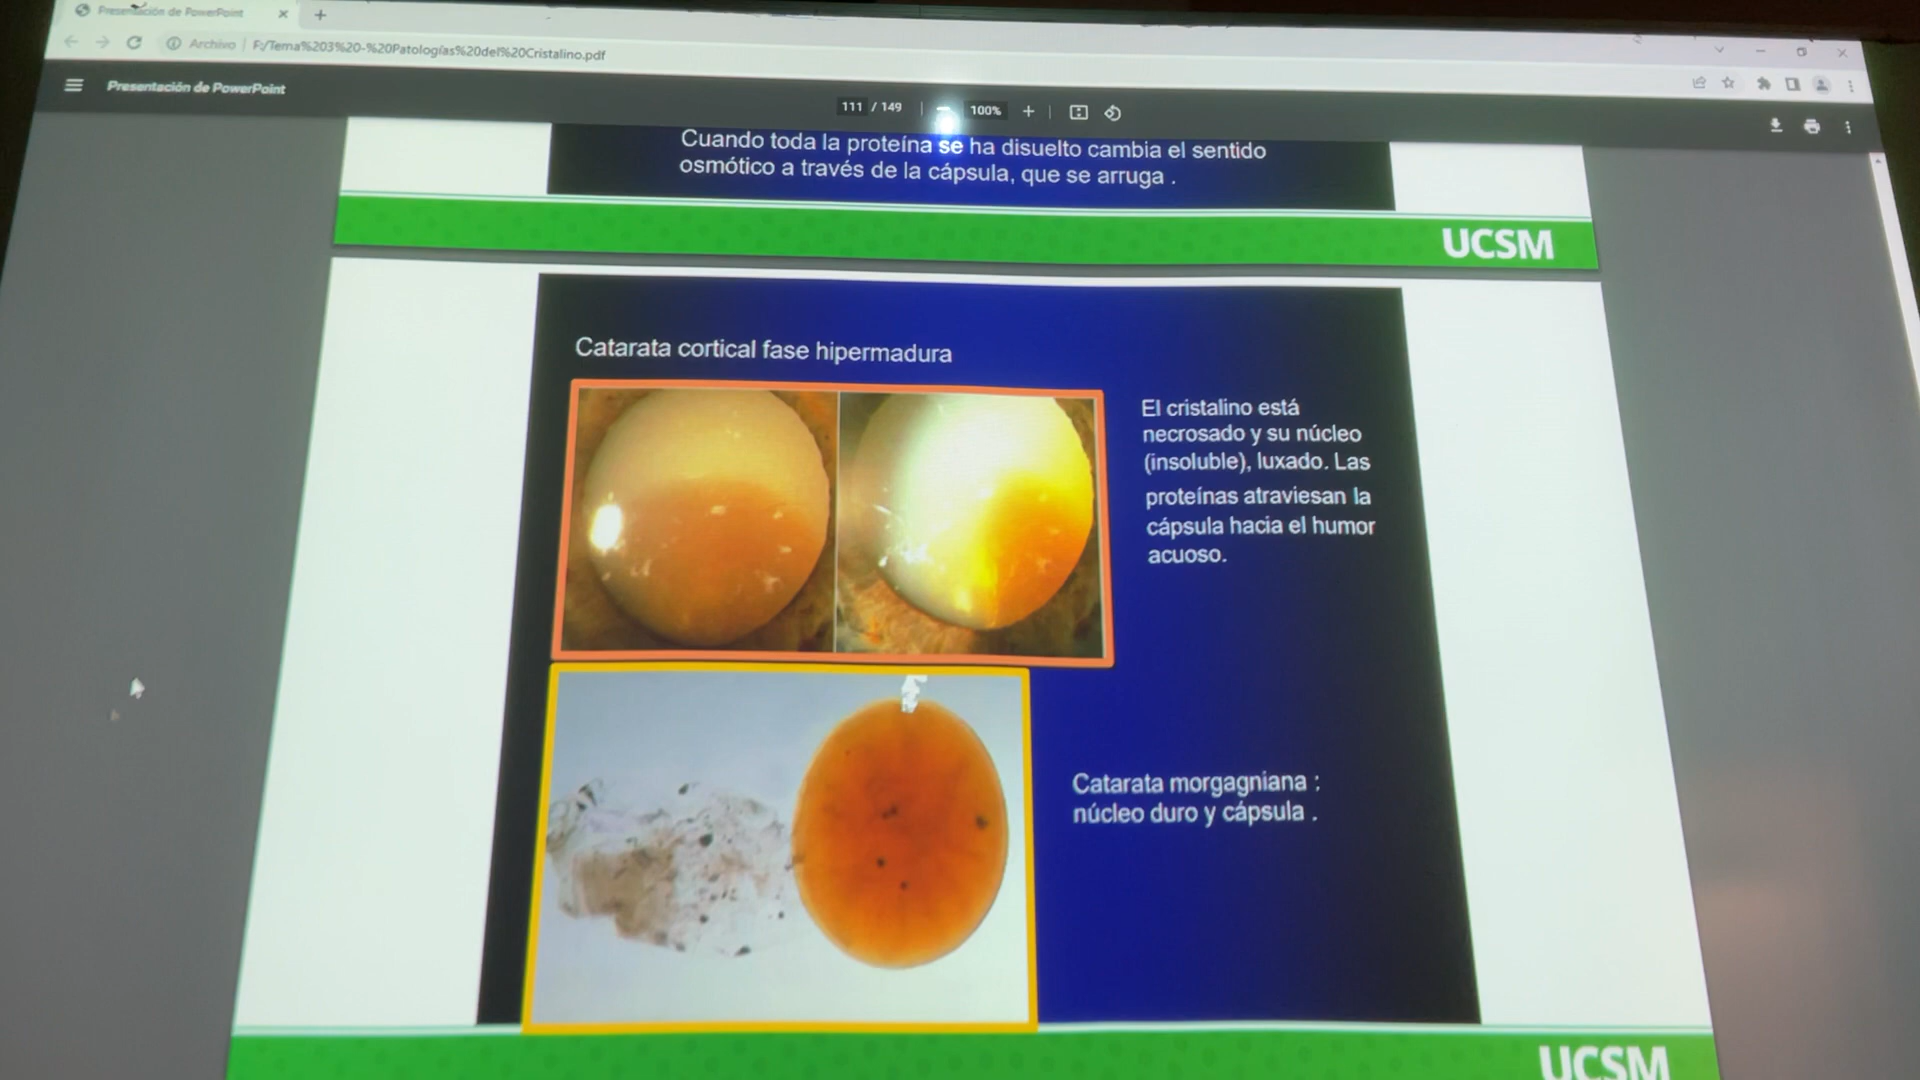 Presentación de PowerPoint
Archivo F:/Tema%203%20-%20Patologías%20del%20Cristalino.pdf
Presentación de PowerPoint
111 / 149
100%
Cuando toda la proteína se ha disuelto cambia el sentido
osmótico a través de la cápsula, que se arruga .
UCSM
Catarata cortical fase hipermadura
El cristalino está
necrosado y su núcleo
(insoluble), luxado. Las
proteínas atraviesan la
cápsula hacia el humor
acuoso.
Catarata morgagniana :
núcleo duro y cápsula .
UCSM